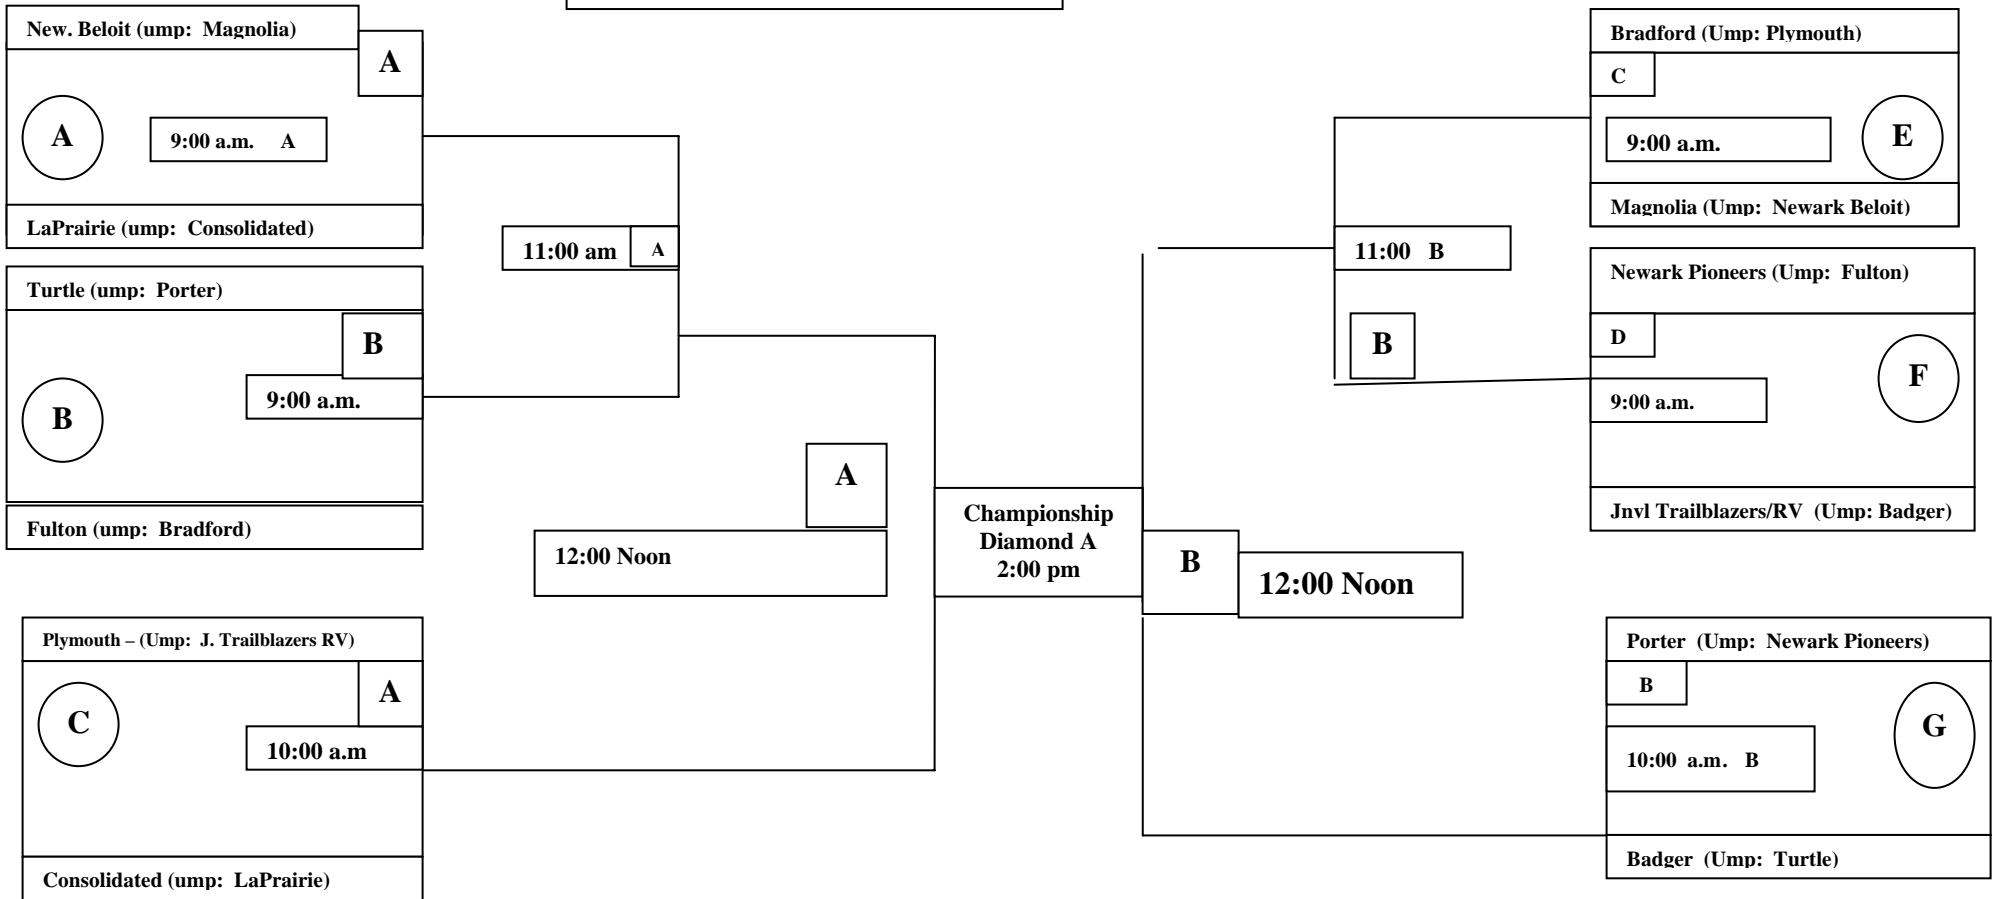 New. Beloit (ump: Magnolia)
A
A
9:00 a.m. A
LaPrairie (ump: Consolidated)
Turtle (ump: Porter)
B
9:00 a.m.
B
Fulton (ump: Bradford)
11:00 am A
A
12:00 Noon
Plymouth – (Ump: J. Trailblazers RV)
A
C
10:00 a.m
Consolidated (ump: LaPrairie)
Championship
Diamond A
2:00 pm
B
12:00 Noon
11:00 B
B
Bradford (Ump: Plymouth)
C
9:00 a.m.
E
Magnolia (Ump: Newark Beloit)
Newark Pioneers (Ump: Fulton)
D
F
9:00 a.m.
Jnvl Trailblazers/RV (Ump: Badger)
Porter (Ump: Newark Pioneers)
B
G
10:00 a.m. B
Badger (Ump: Turtle)